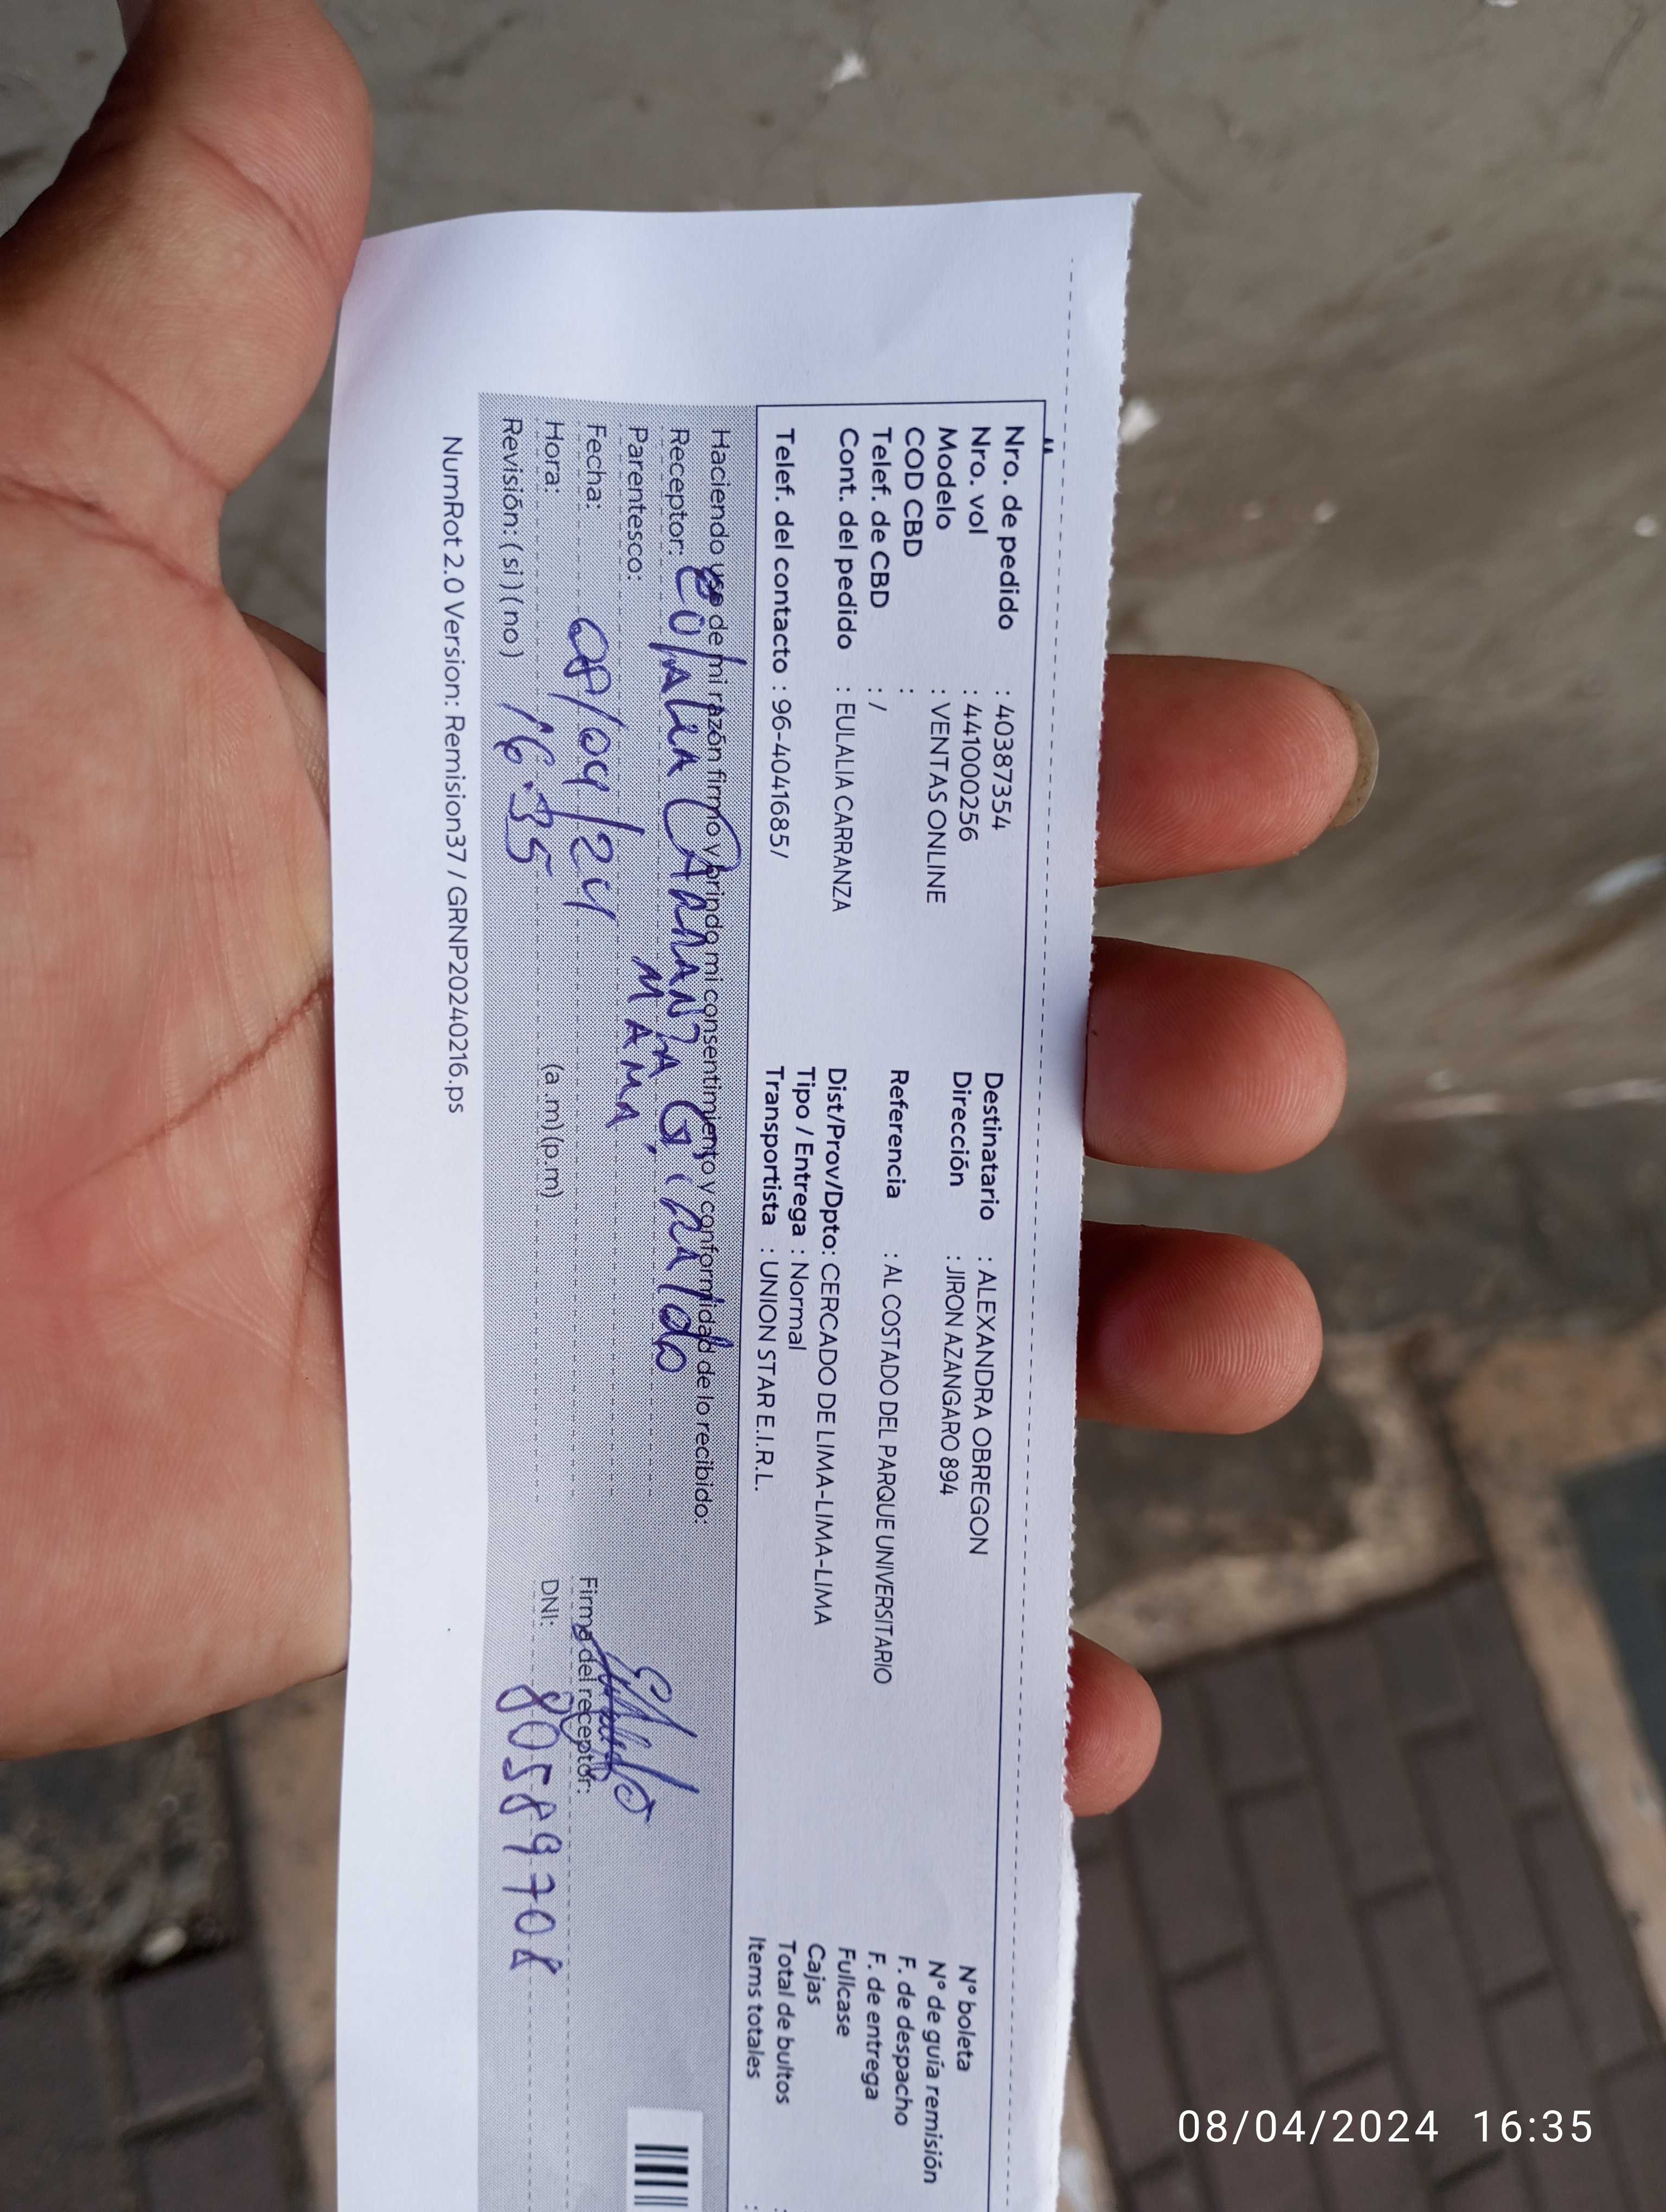 Nro. de pedido : 40387354
Nro. vol : 441000256
Modelo : VENTAS ONLINE
COD CBD :
Telef. de CBD : /
Cont. del pedido : EULALIA CARRANZA
Telef. del contacto : 96-4041685/
Destinatario : ALEXANDRA OBREGON
Dirección : JIRON AZANGARO 894
Referencia : AL COSTADO DEL PARQUE UNIVERSITARIO
Dist/Prov/Dpto: CERCADO DE LIMA-LIMA-LIMA
Tipo / Entrega : Normal
Transportista : UNION STAR E.I.R.L.
N° boleta
N° de guía remisión
F. de despacho
F. de entrega
Fullcase
Cajas
Total de bultos :
Items totales :
Haciendo uso de mi razón firmo y brindo mi consentimiento y conformidad de lo recibido:
Receptor: EULALIA CARRANZA GIRALDO
Parentesco: MAMA
Fecha: 08/04/24
Hora: 16:35 (a.m)(p.m)
Revisión: (si) (no)
Firma del receptor:
DNI: 80589708
NumRot 2.0 Version: Remision37 / GRNP20240216.ps
08/04/2024 16:35